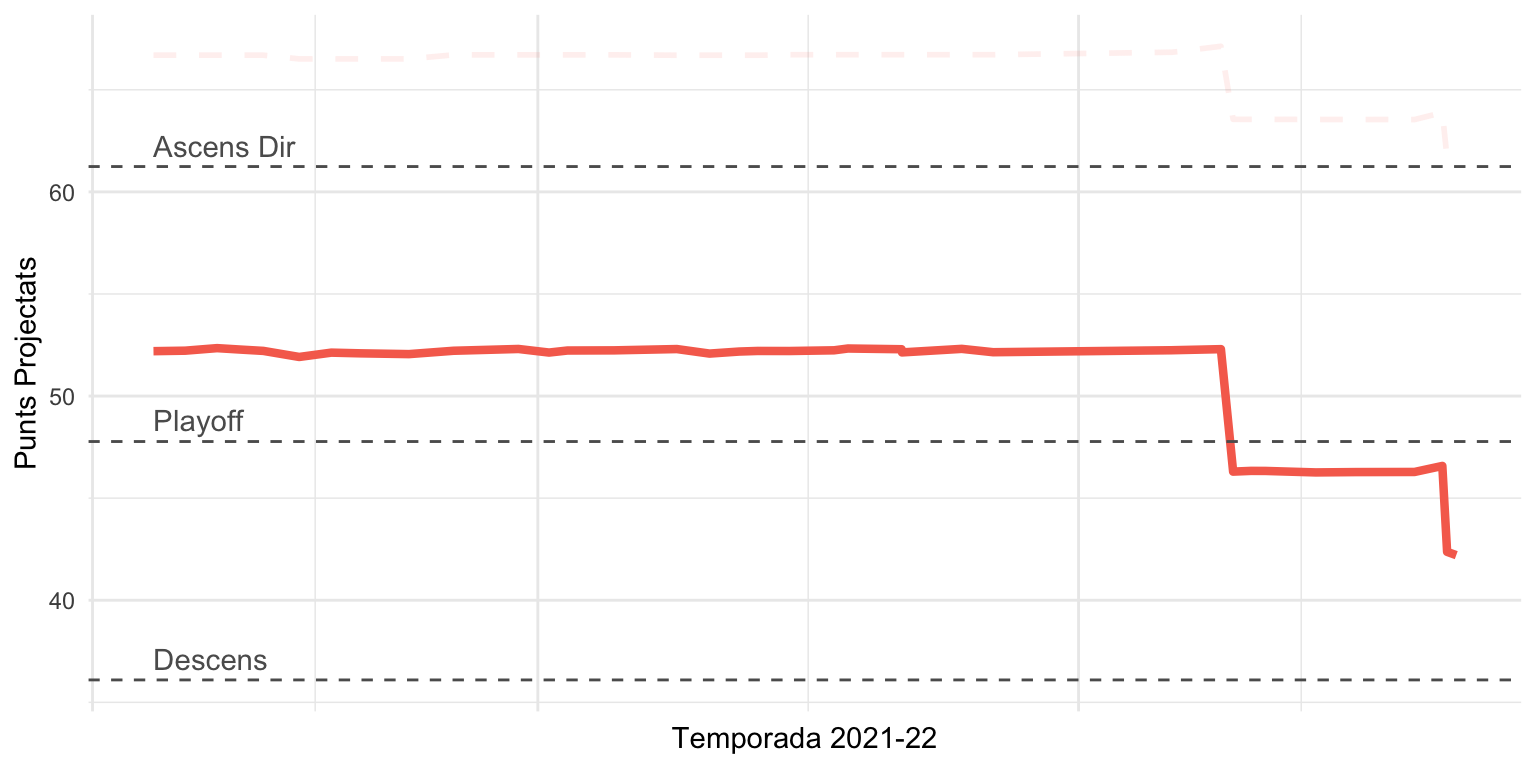 Ascens Dir
60
Punts Projectats
50
Playoff
40
Descens
Temporada 2021-22